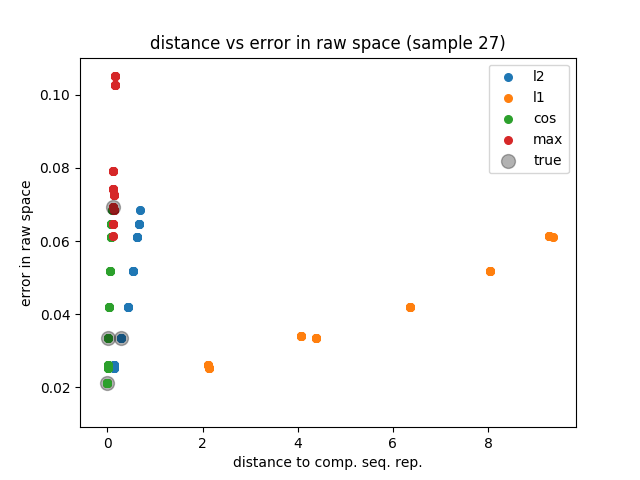 distance vs error in raw space (sample 27)
error in raw space
0.10
0.08
0.06
0.04
0.02
l2
l1
cos
max
true
0
2
4
6
8
distance to comp. seq. rep.